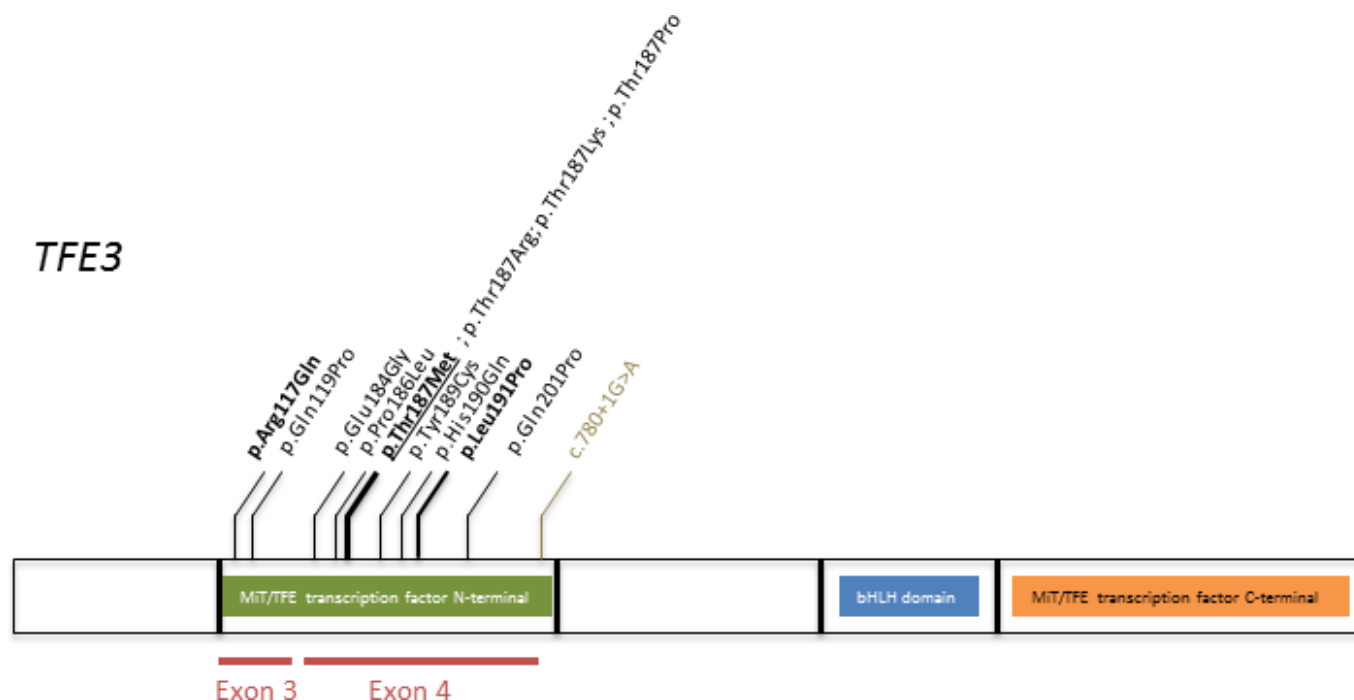 TFE3
p.Arg117Gln
p.Gln119Pro
p.Glu184Gly
p.Pro186Leu
p.Thr187Met ; p.Thr187Arg; p.Thr187Lys ; p.Thr187Pro
p.Tyr189Cys
p.His190Gln
p.Leu191Pro
p.Gln201Pro
c.780+1G>A
MiT/TFE transcription factor N-terminal
bHLH domain
MiT/TFE transcription factor C-terminal
Exon 3
Exon 4